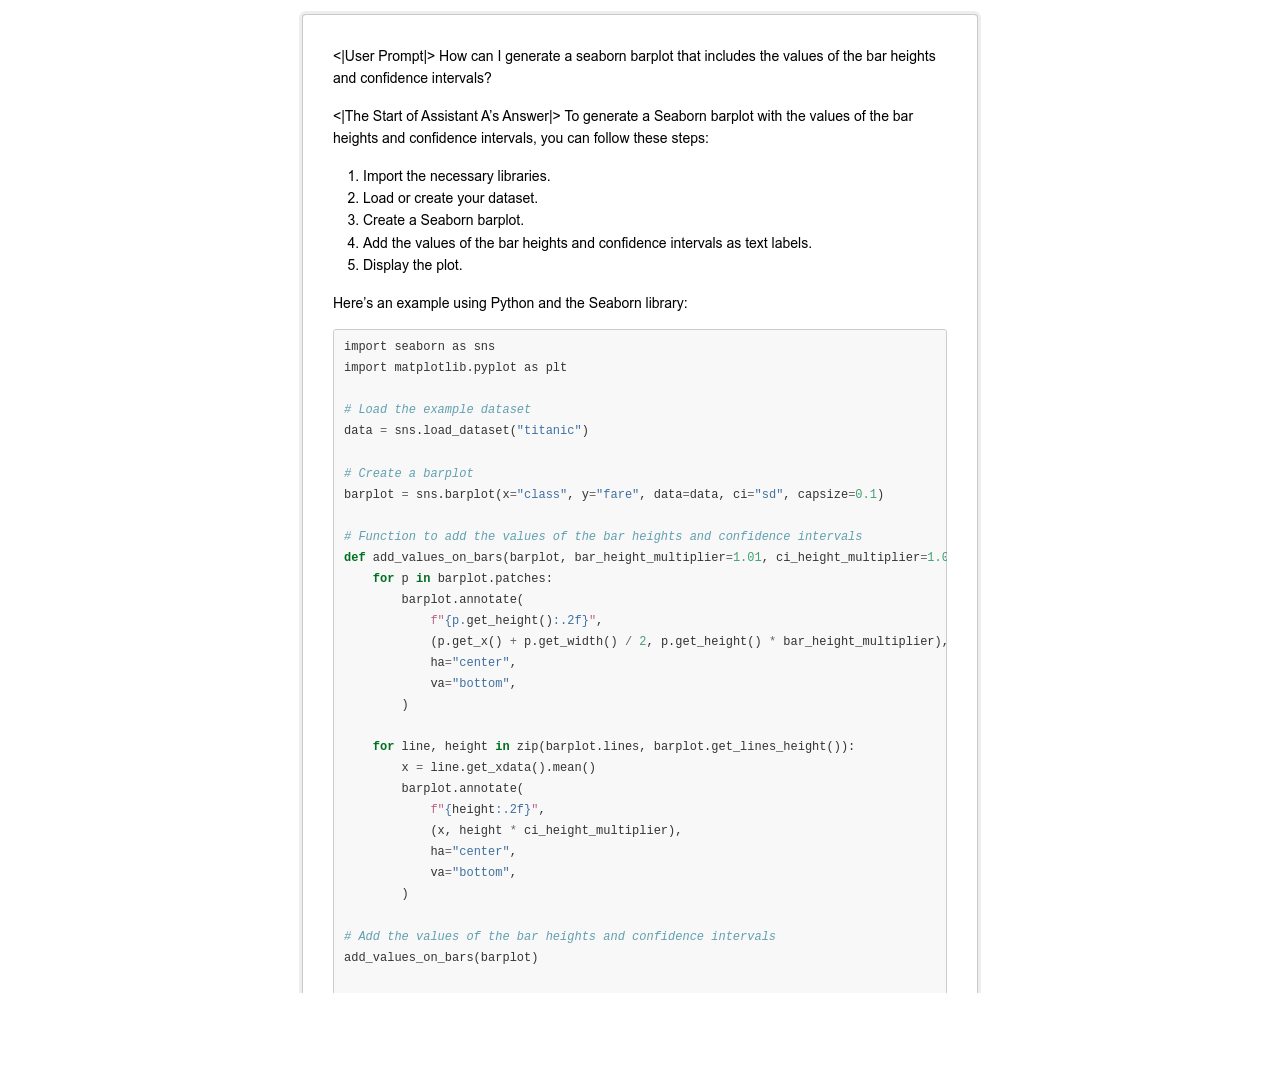 <|User Prompt|> How can I generate a seaborn barplot that includes the values of the bar heights
and confidence intervals?
<|The Start of Assistant A’s Answer|> To generate a Seaborn barplot with the values of the bar
heights and confidence intervals, you can follow these steps:
1. Import the necessary libraries.
2. Load or create your dataset.
3. Create a Seaborn barplot.
4. Add the values of the bar heights and confidence intervals as text labels.
5. Display the plot.
Here’s an example using Python and the Seaborn library:
import seaborn as sns
import matplotlib.pyplot as plt
# Load the example dataset
data = sns.load_dataset("titanic")
# Create a barplot
barplot = sns.barplot(x="class", y="fare", data=data, ci="sd", capsize=0.1)
# Function to add the values of the bar heights and confidence intervals
def add_values_on_bars(barplot, bar_height_multiplier=1.01, ci_height_multiplier=1.0
    for p in barplot.patches:
        barplot.annotate(
            f"{p.get_height():.2f}",
            (p.get_x() + p.get_width() / 2, p.get_height() * bar_height_multiplier),
            ha="center",
            va="bottom",
        )
    for line, height in zip(barplot.lines, barplot.get_lines_height()):
        x = line.get_xdata().mean()
        barplot.annotate(
            f"{height:.2f}",
            (x, height * ci_height_multiplier),
            ha="center",
            va="bottom",
        )
# Add the values of the bar heights and confidence intervals
add_values_on_bars(barplot)